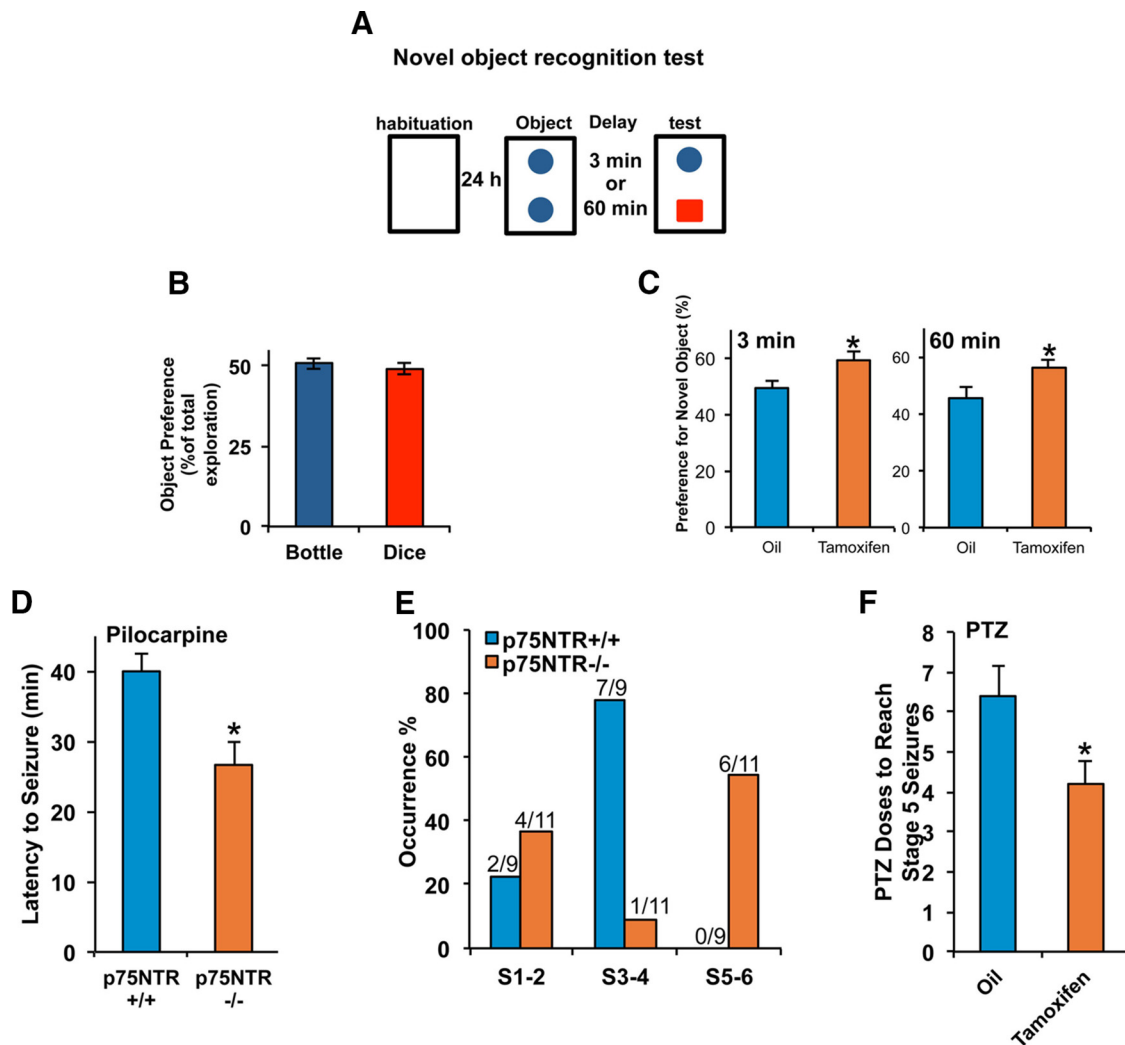 A
Novel object recognition test
habituation
Object
Delay
test
24 h
3 min
or
60 min
B
Object Preference
(%of total
exploration)
50
25
0
Bottle
Dice
C
Preference for Novel Object (%)
3 min
*
60
40
20
0
Oil
Tamoxifen
60 min
*
60
40
20
0
Oil
Tamoxifen
D
Pilocarpine
Latency to Seizure (min)
40
30
20
10
0
*
p75NTR
+/+
p75NTR
-/-
E
Occurrence %
100
80
60
40
20
0
p75NTR+/+
p75NTR-/-
2/9
4/11
7/9
1/11
0/9
6/11
S1-2
S3-4
S5-6
F
PTZ
PTZ Doses to Reach
Stage 5 Seizures
8
7
6
5
4
3
2
1
0
*
Oil
Tamoxifen